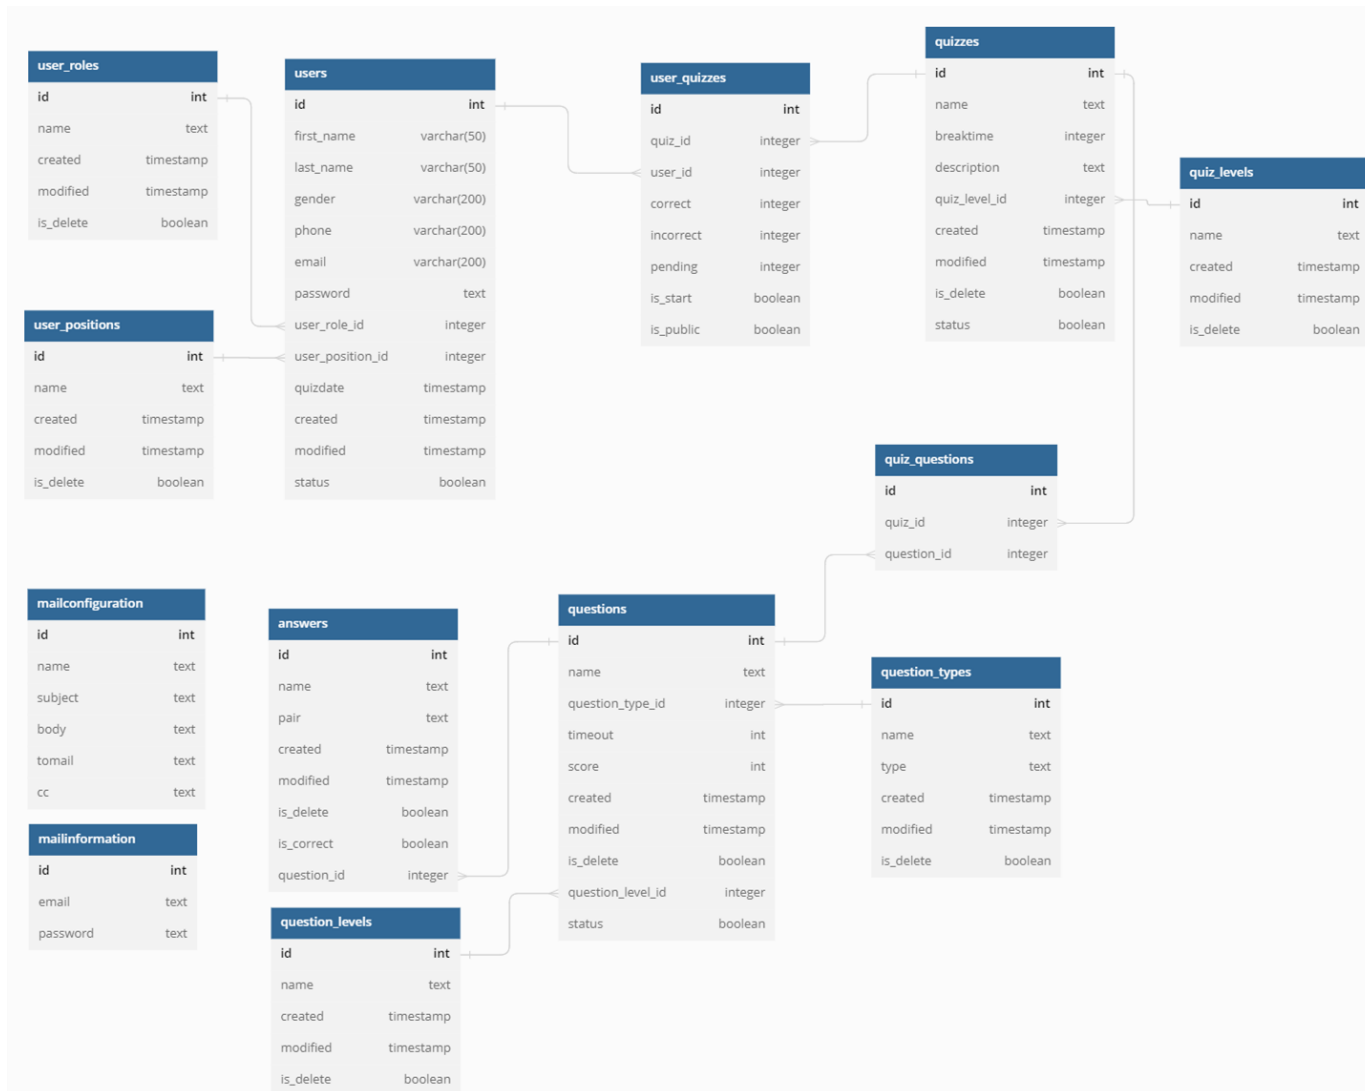 user_roles
id int
name text
created timestamp
modified timestamp
is_delete boolean
users
id int
first_name varchar(50)
last_name varchar(50)
gender varchar(200)
phone varchar(200)
email varchar(200)
password text
user_role_id integer
user_position_id integer
quizdate timestamp
created timestamp
modified timestamp
status boolean
user_quizzes
id int
quiz_id integer
user_id integer
correct integer
incorrect integer
pending integer
is_start boolean
is_public boolean
quizzes
id int
name text
breaktime integer
description text
quiz_level_id integer
created timestamp
modified timestamp
is_delete boolean
status boolean
quiz_levels
id int
name text
created timestamp
modified timestamp
is_delete boolean
user_positions
id int
name text
created timestamp
modified timestamp
is_delete boolean
quiz_questions
id int
quiz_id integer
question_id integer
mailconfiguration
id int
name text
subject text
body text
tomail text
cc text
answers
id int
name text
pair text
created timestamp
modified timestamp
is_delete boolean
is_correct boolean
question_id integer
questions
id int
name text
question_type_id integer
timeout int
score int
created timestamp
modified timestamp
is_delete boolean
question_level_id integer
status boolean
question_types
id int
name text
type text
created timestamp
modified timestamp
is_delete boolean
mailinformation
id int
email text
password text
question_levels
id int
name text
created timestamp
modified timestamp
is_delete boolean